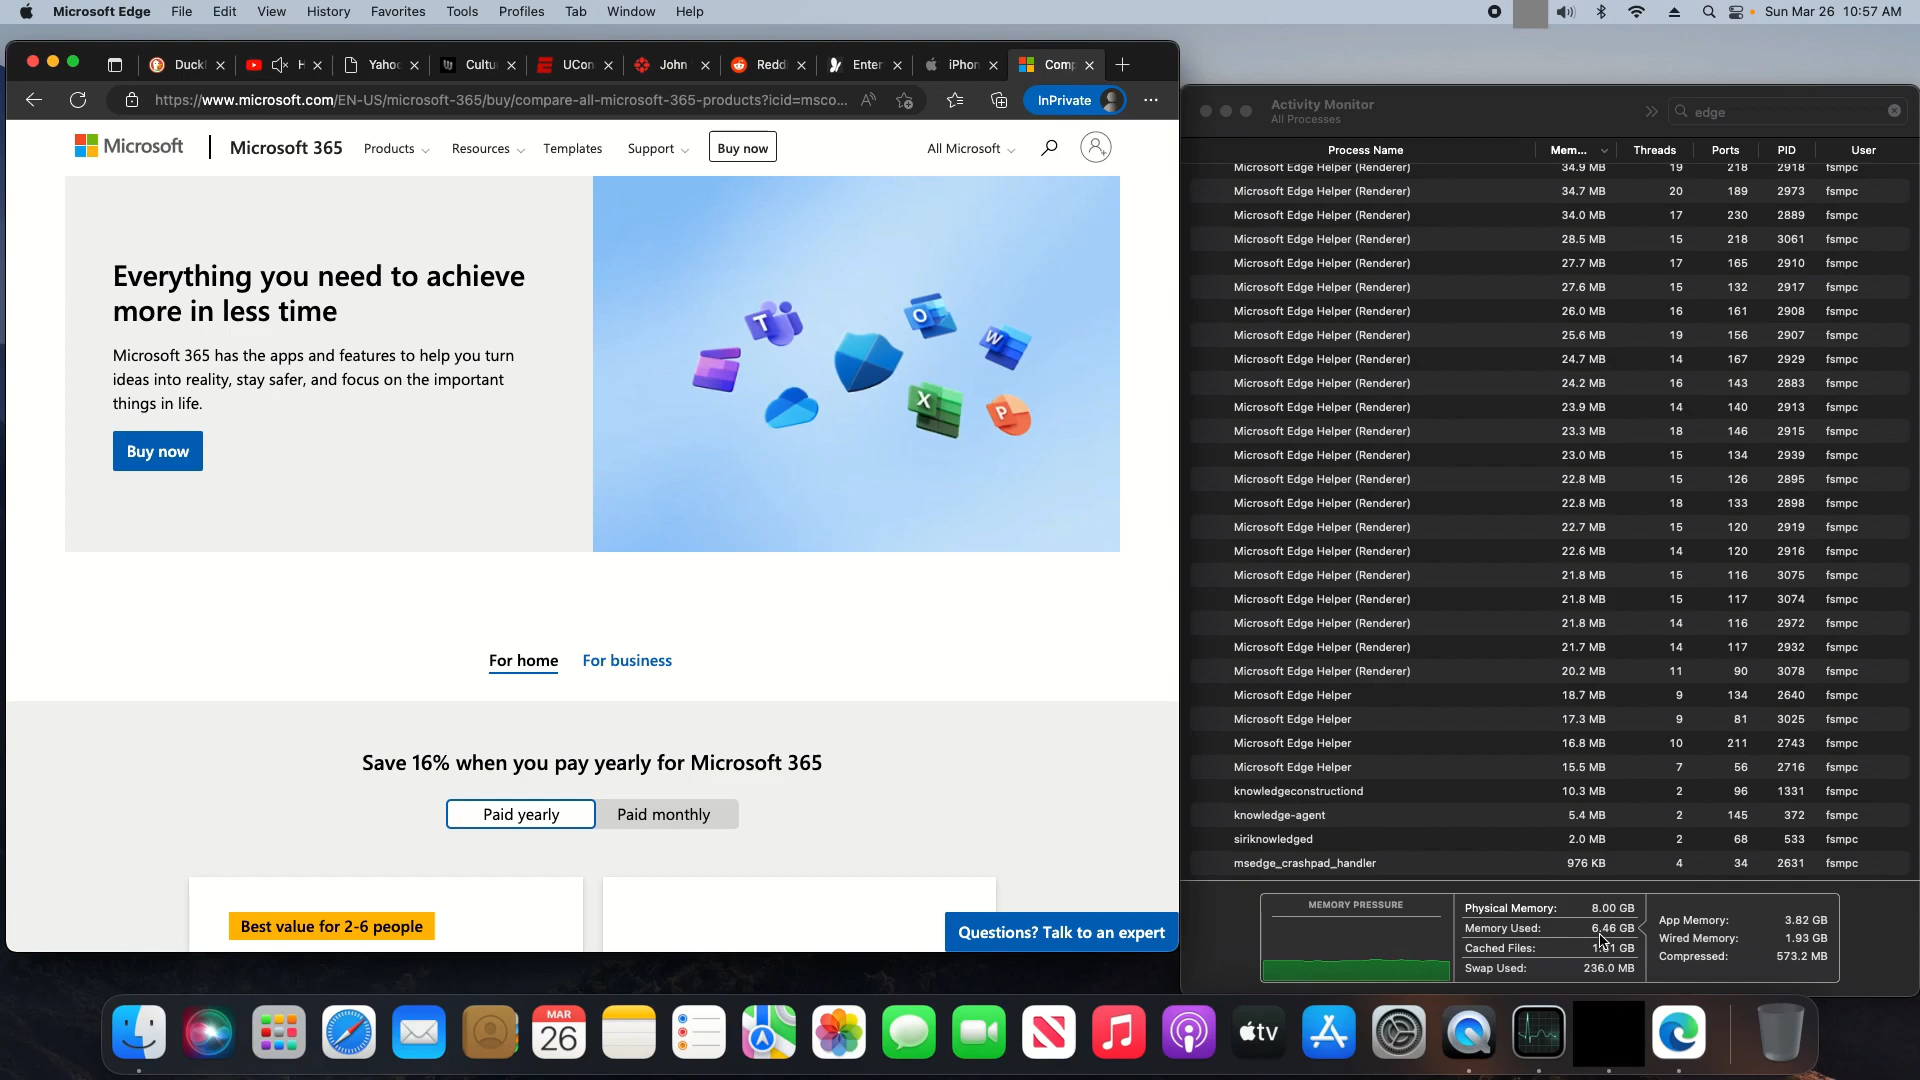 Microsoft Edge File Edit View History Favorites Tools Profiles Tab Window Help
Sun Mar 26 10:57 AM
Duck H Yaho Cultu UCon John Redd Enter iPhon Com
https://www.microsoft.com/EN-US/microsoft-365/buy/compare-all-microsoft-365-products?icid=msco...
InPrivate
Microsoft
Microsoft 365
Products
Resources
Templates
Support
Buy now
All Microsoft
Everything you need to achieve
more in less time
Microsoft 365 has the apps and features to help you turn
ideas into reality, stay safer, and focus on the important
things in life.
Buy now
For home For business
Save 16% when you pay yearly for Microsoft 365
Paid yearly Paid monthly
Best value for 2-6 people
Questions? Talk to an expert
Activity Monitor
All Processes
edge
Process Name Mem... Threads Ports PID User
Microsoft Edge Helper (Renderer) 34.9 MB 19 218 2918 fsmpc
Microsoft Edge Helper (Renderer) 34.7 MB 20 189 2973 fsmpc
Microsoft Edge Helper (Renderer) 34.0 MB 17 230 2889 fsmpc
Microsoft Edge Helper (Renderer) 28.5 MB 15 218 3061 fsmpc
Microsoft Edge Helper (Renderer) 27.7 MB 17 165 2910 fsmpc
Microsoft Edge Helper (Renderer) 27.6 MB 15 132 2917 fsmpc
Microsoft Edge Helper (Renderer) 26.0 MB 16 161 2908 fsmpc
Microsoft Edge Helper (Renderer) 25.6 MB 19 156 2907 fsmpc
Microsoft Edge Helper (Renderer) 24.7 MB 14 167 2929 fsmpc
Microsoft Edge Helper (Renderer) 24.2 MB 16 143 2883 fsmpc
Microsoft Edge Helper (Renderer) 23.9 MB 14 140 2913 fsmpc
Microsoft Edge Helper (Renderer) 23.3 MB 18 146 2915 fsmpc
Microsoft Edge Helper (Renderer) 23.0 MB 15 134 2939 fsmpc
Microsoft Edge Helper (Renderer) 22.8 MB 15 126 2895 fsmpc
Microsoft Edge Helper (Renderer) 22.8 MB 18 133 2898 fsmpc
Microsoft Edge Helper (Renderer) 22.7 MB 15 120 2919 fsmpc
Microsoft Edge Helper (Renderer) 22.6 MB 14 120 2916 fsmpc
Microsoft Edge Helper (Renderer) 21.8 MB 15 116 3075 fsmpc
Microsoft Edge Helper (Renderer) 21.8 MB 15 117 3074 fsmpc
Microsoft Edge Helper (Renderer) 21.8 MB 14 116 2972 fsmpc
Microsoft Edge Helper (Renderer) 21.7 MB 14 117 2932 fsmpc
Microsoft Edge Helper (Renderer) 20.2 MB 11 90 3078 fsmpc
Microsoft Edge Helper 18.7 MB 9 134 2640 fsmpc
Microsoft Edge Helper 17.3 MB 9 81 3025 fsmpc
Microsoft Edge Helper 16.8 MB 10 211 2743 fsmpc
Microsoft Edge Helper 15.5 MB 7 56 2716 fsmpc
knowledgeconstructiond 10.3 MB 2 96 1331 fsmpc
knowledge-agent 5.4 MB 2 145 372 fsmpc
siriknowledged 2.0 MB 2 68 533 fsmpc
msedge_crashpad_handler 976 KB 4 34 2631 fsmpc
MEMORY PRESSURE
Physical Memory: 8.00 GB
Memory Used: 6.46 GB
Cached Files: GB
Swap Used: 236.0 MB
App Memory: 3.82 GB
Wired Memory: 1.93 GB
Compressed: 573.2 MB
MAR
26
tv